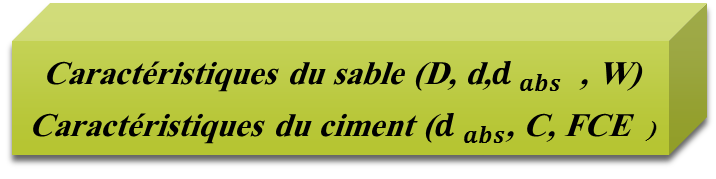 Caractéristiques du sable (D, d,d abs , W)
Caractéristiques du ciment (d abs, C, FCE )